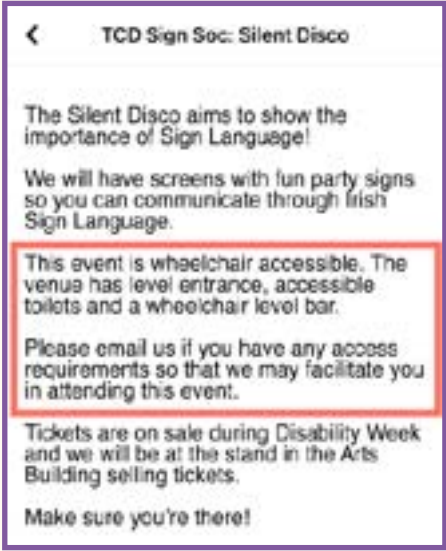 TCD Sign Soc: Silent Disco
The Silent Disco aims to show the
importance of Sign Language!
We will have screens with fun party signs
so you can communicate through Irish
Sign Language.
This event is wheelchair accessible. The
venue has level entrance, accessible
toilets and a wheelchair level bar.
Please email us if you have any access
requirements so that we may facilitate you
in attending this event.
Tickets are on sale during Disability Week
and we will be at the stand in the Arts
Building selling tickets.
Make sure you're there!